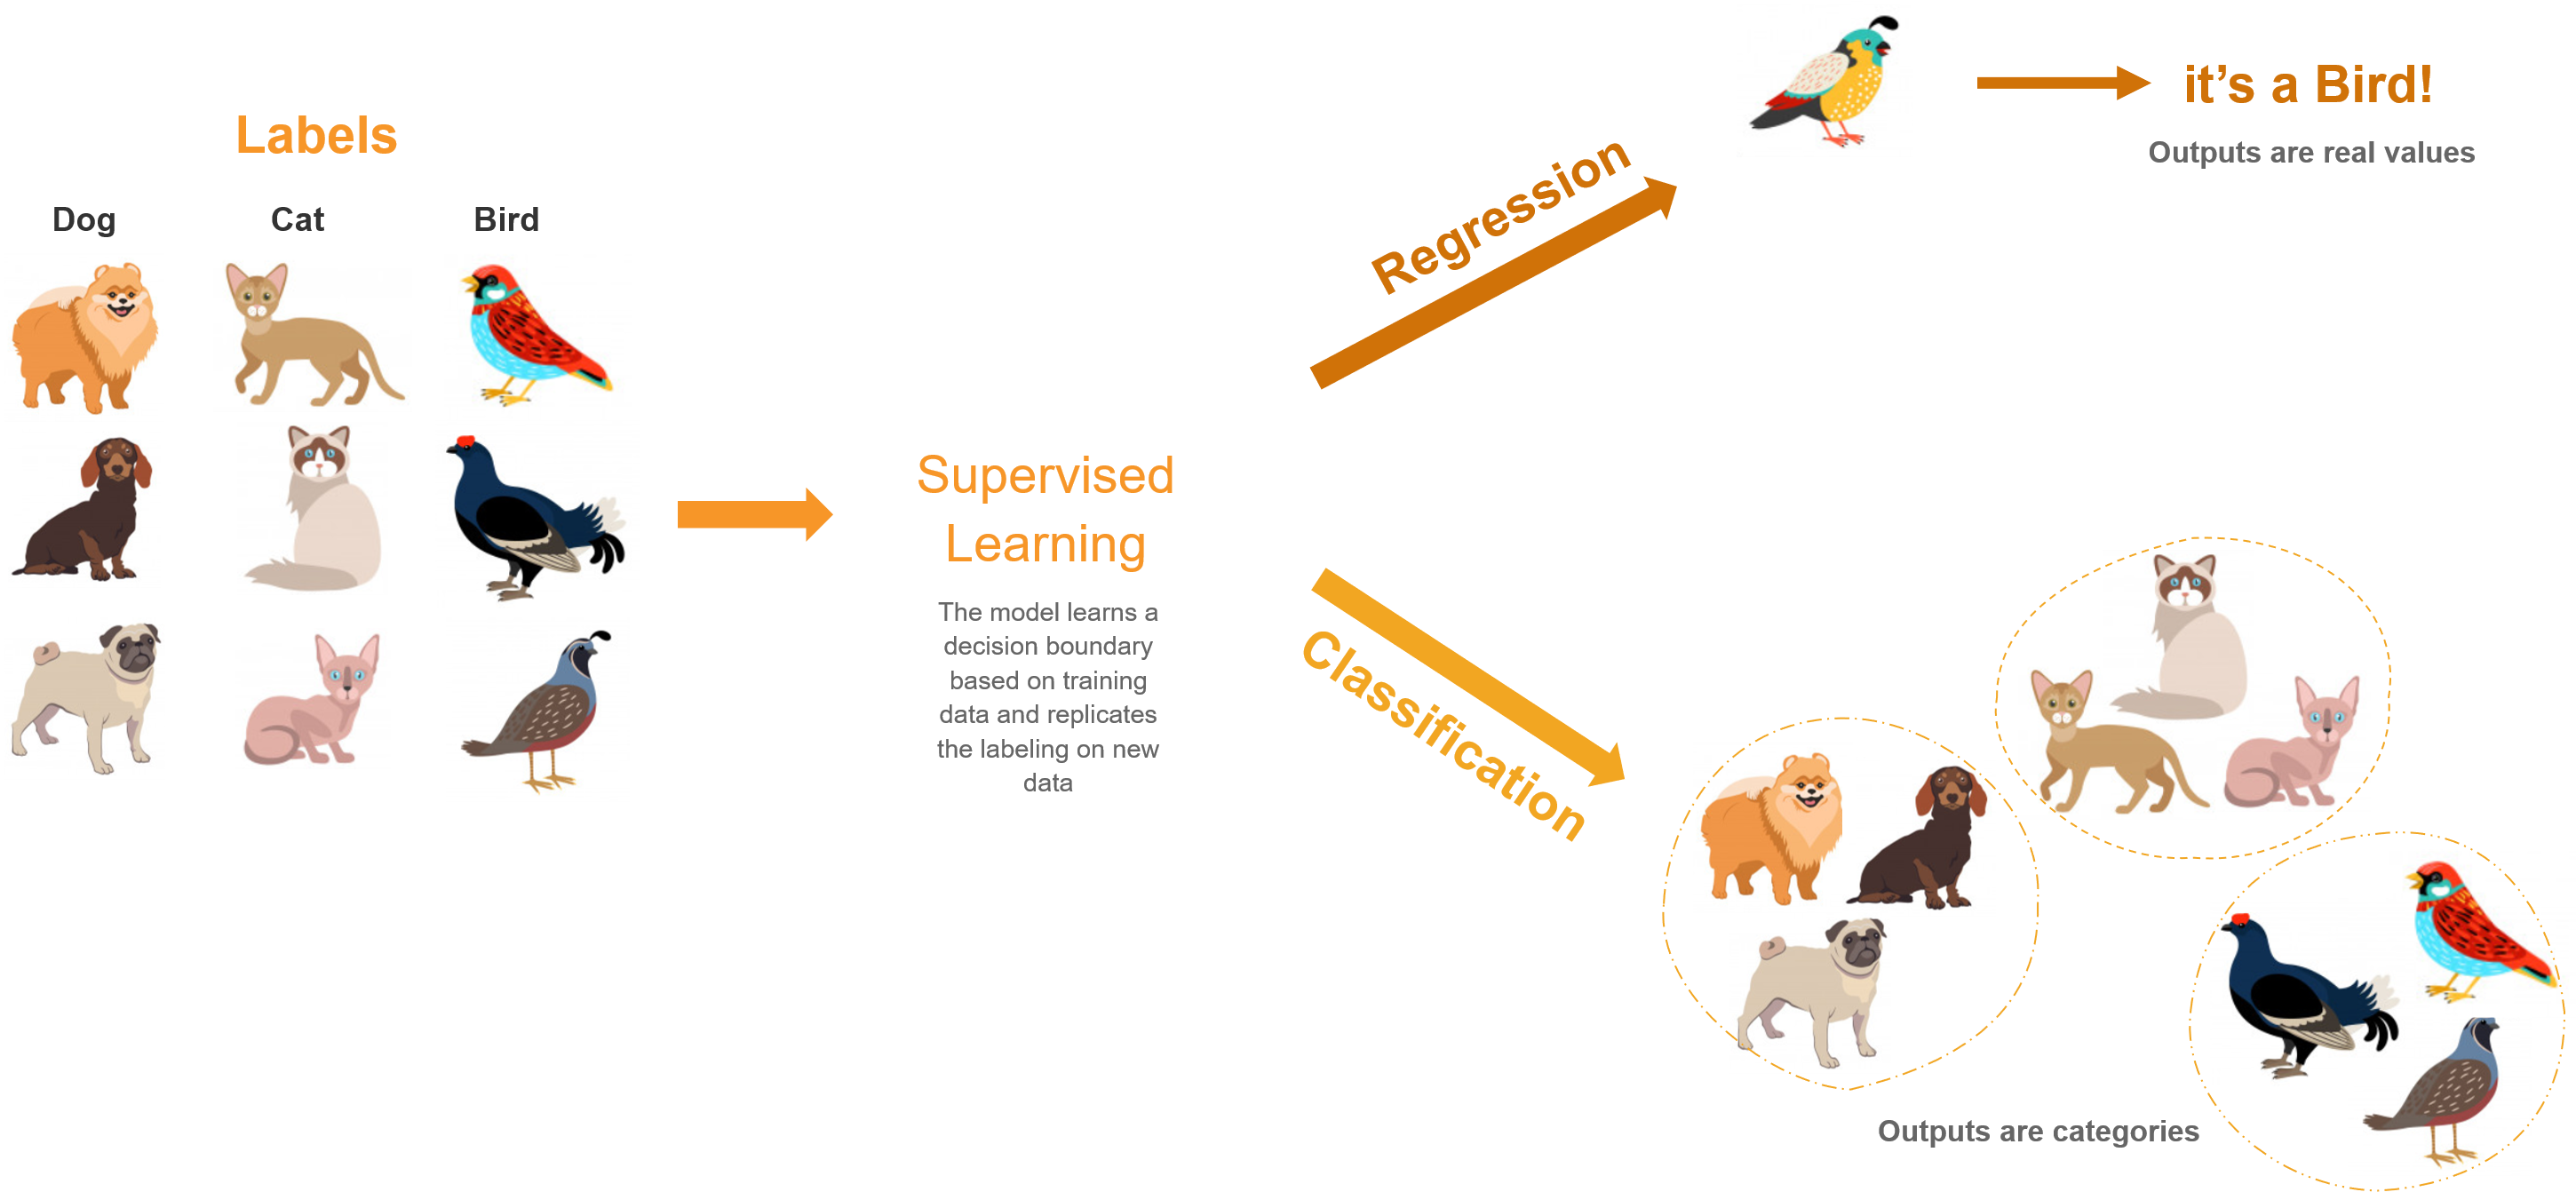 Labels
Dog
Cat
Bird
Supervised
Learning
The model learns a
decision boundary
based on training
data and replicates
the labeling on new
data
Regression
it’s a Bird!
Outputs are real values
Classification
Outputs are categories